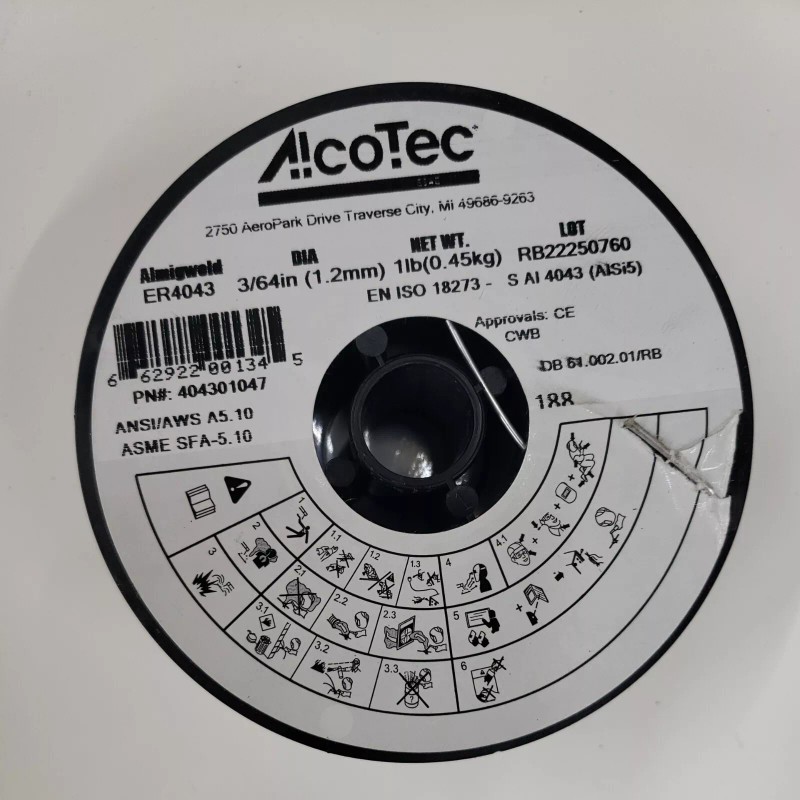 AlcoTec
2750 AeroPark Drive Traverse City, MI 49686-9263
Almigweld
ER4043
DIA
3/64in (1.2mm)
NET WT.
1lb(0.45kg)
LOT
RB22250760
EN ISO 18273 - S Al 4043 (AlSi5)
6 62922 00134 5
PN#: 404301047
ANSI/AWS A5.10
ASME SFA-5.10
Approvals: CE
CWB
DB 61.002.01/RB
188
1
1.1
1.2
1.3
4
4.1
2
2.1
2.2
2.3
5
3
3.1
3.2
3.3
6
7